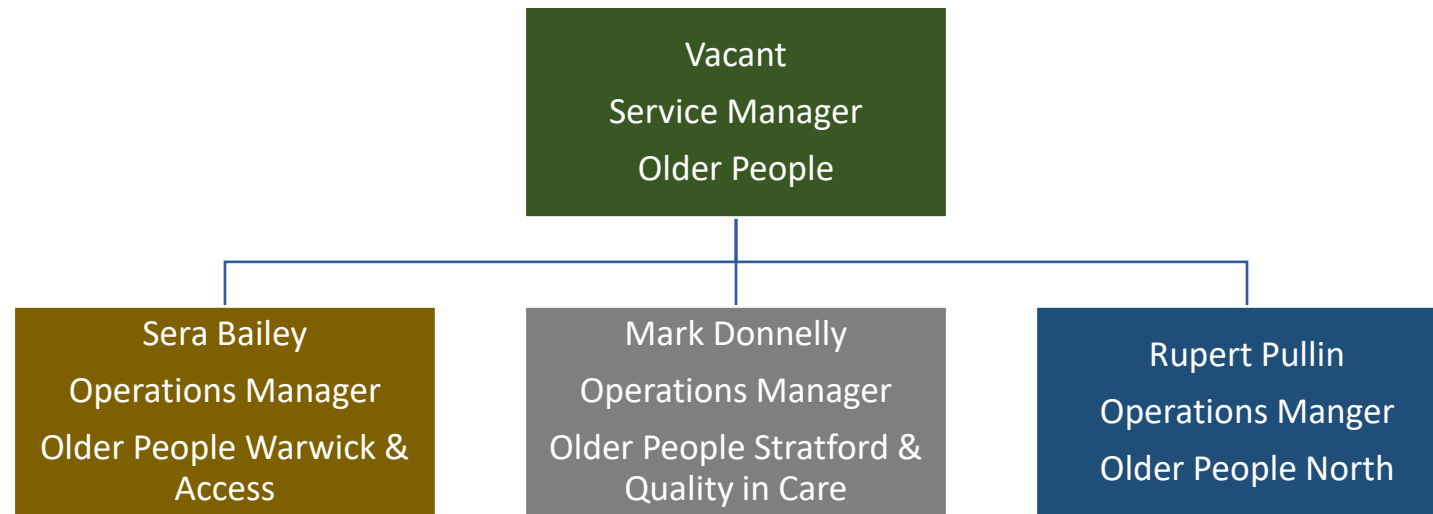 Vacant
Service Manager
Older People
Sera Bailey
Operations Manager
Older People Warwick &
Access
Mark Donnelly
Operations Manager
Older People Stratford &
Quality in Care
Rupert Pullin
Operations Manger
Older People North